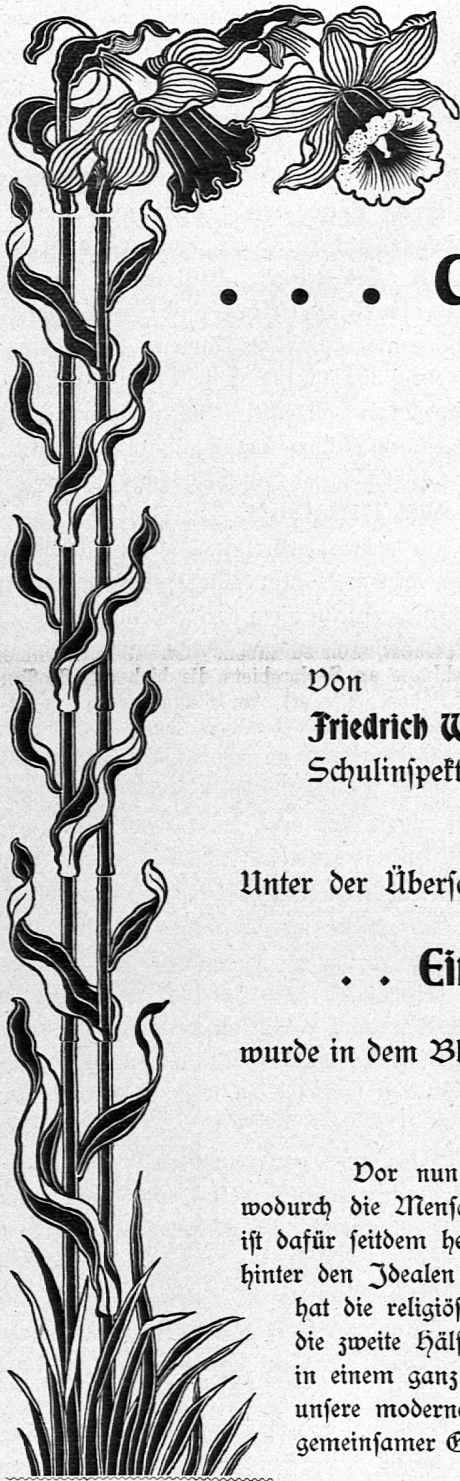 Von
Friedrich W
Schulinspekt
Unter der Übersc
. . Ein
wurde in dem Bl
Vor nun
wodurch die Mensc
ist dafür seitdem he
hinter den Idealen
hat die religiös
die zweite Hälf
in einem ganz
unsere moderne
gemeinsamer G